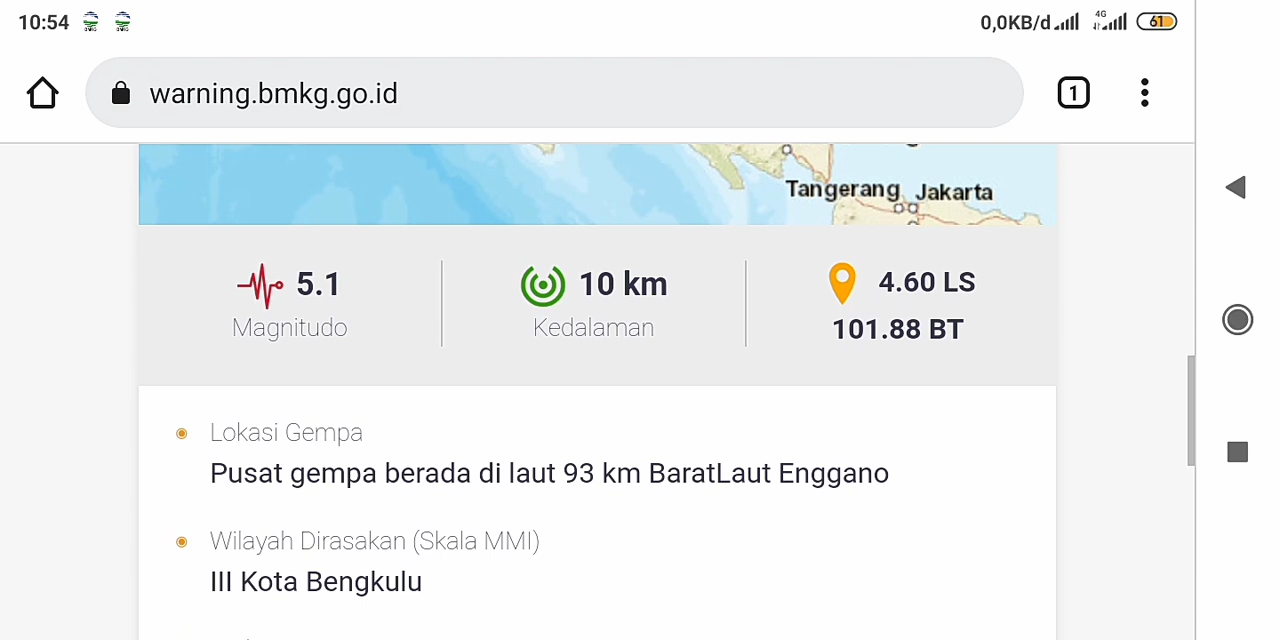 10:54
0,0KB/d 4G 61
warning.bmkg.go.id
1
Tangerang Jakarta
5.1
Magnitudo
10 km
Kedalaman
4.60 LS
101.88 BT
Lokasi Gempa
Pusat gempa berada di laut 93 km BaratLaut Enggano
Wilayah Dirasakan (Skala MMI)
III Kota Bengkulu